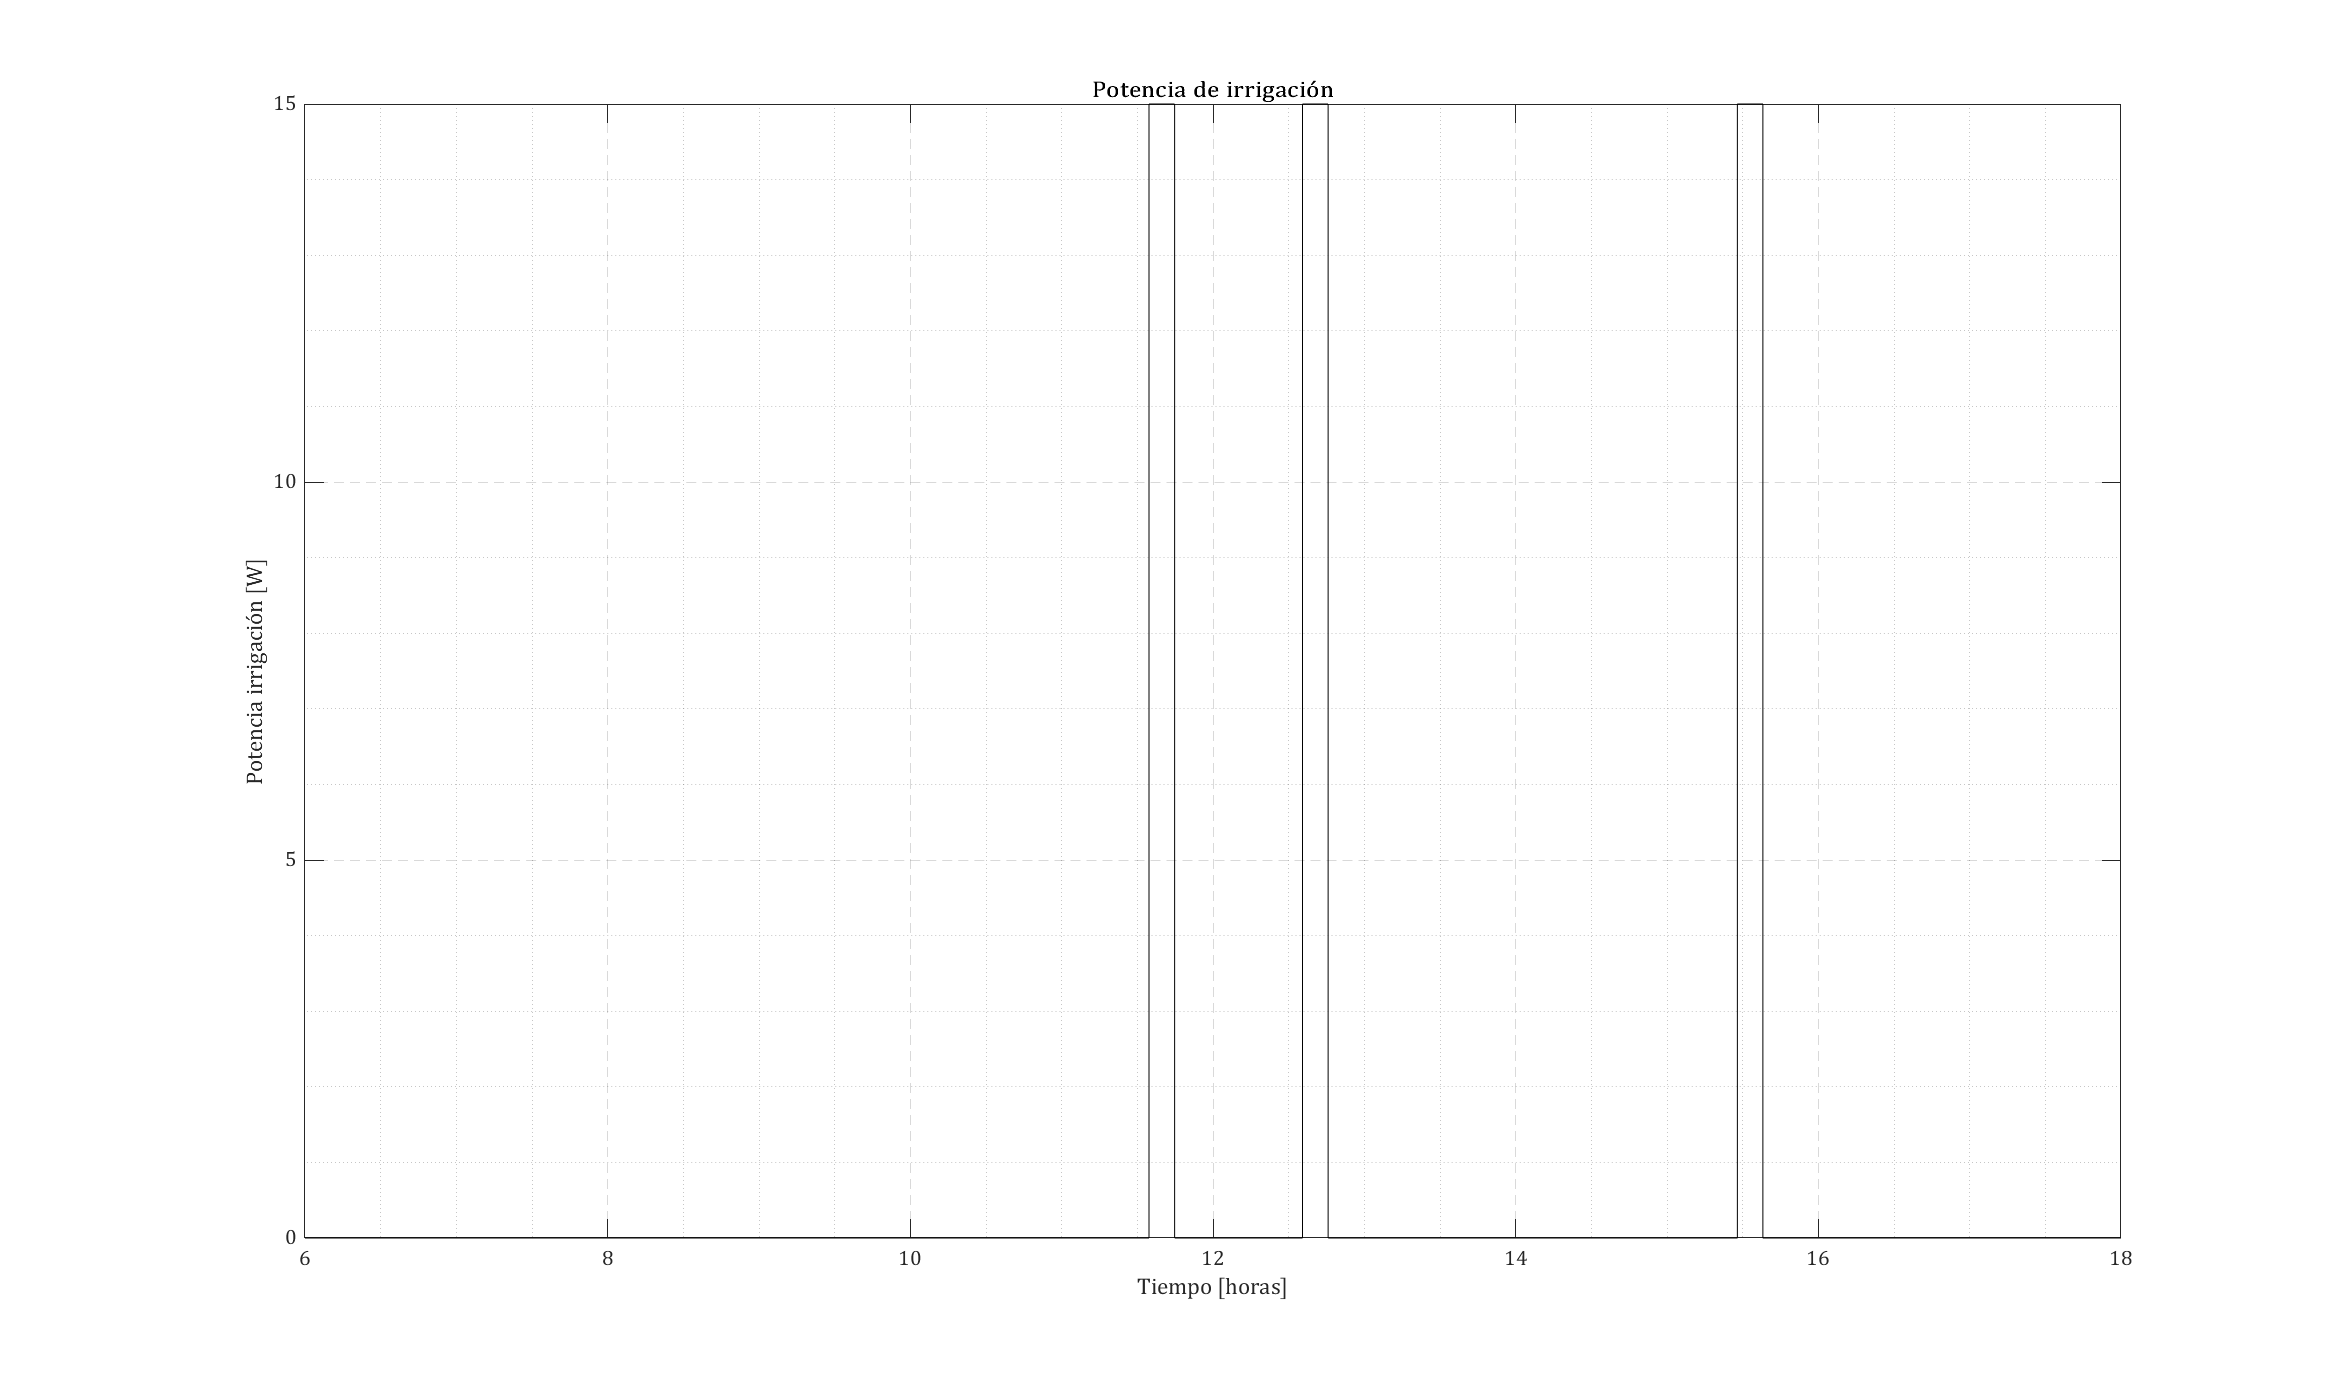 Potencia de irrigación
15
10
5
0
Potencia irrigación [W]
6 8 10 12 14 16 18
Tiempo [horas]